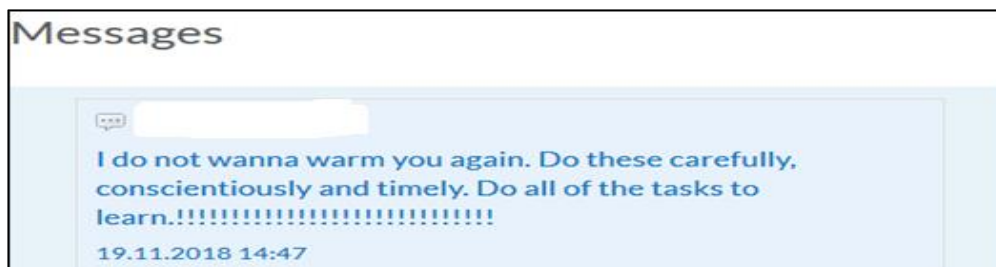 Messages
I do not wanna warm you again. Do these carefully,
conscientiously and timely. Do all of the tasks to
learn.!!!!!!!!!!!!!!!!!!!!!!!!!!!!!
19.11.2018 14:47